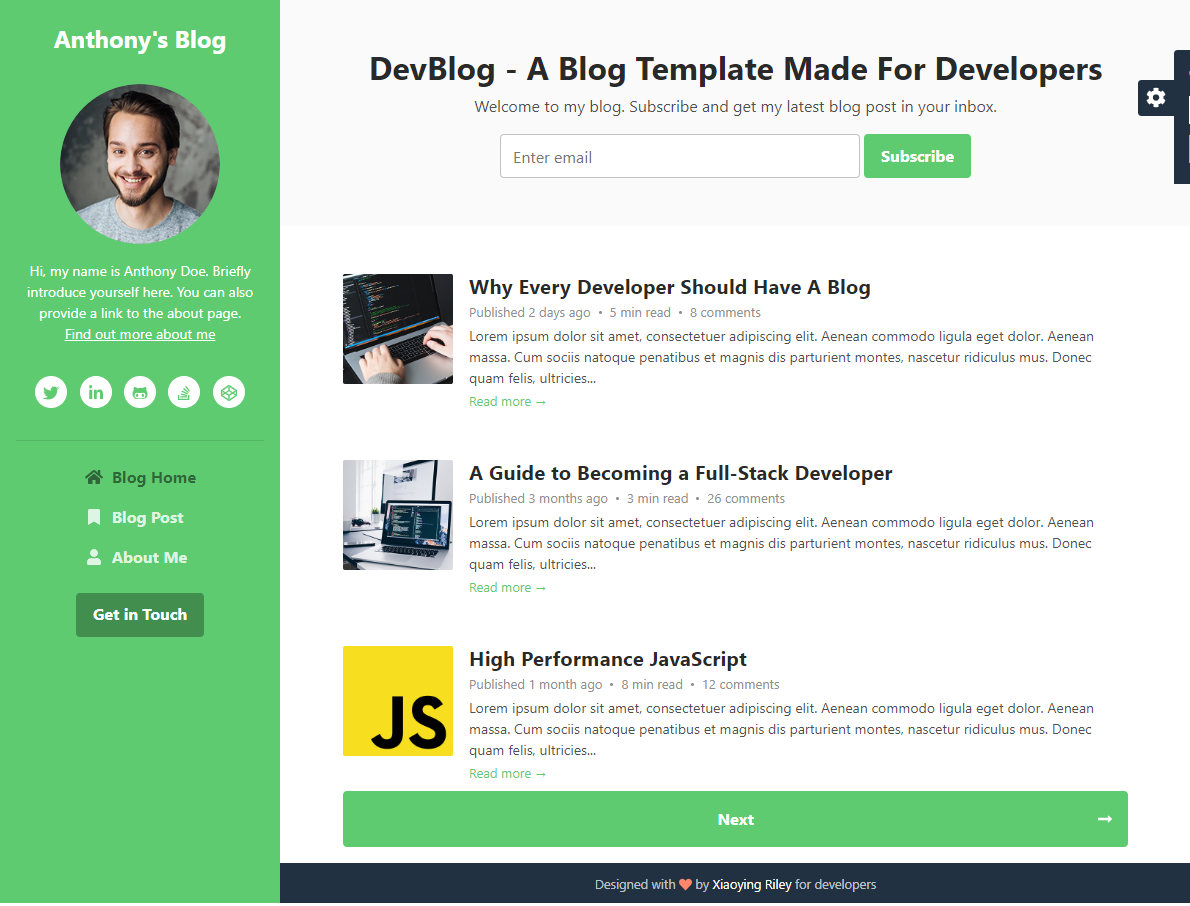 Anthony's Blog
Hi, my name is Anthony Doe. Briefly
introduce yourself here. You can also
provide a link to the about page.
Find out more about me
Blog Home
Blog Post
About Me
Get in Touch
DevBlog - A Blog Template Made For Developers
Welcome to my blog. Subscribe and get my latest blog post in your inbox.
Enter email
Subscribe
Why Every Developer Should Have A Blog
Published 2 days ago • 5 min read • 8 comments
Lorem ipsum dolor sit amet, consectetuer adipiscing elit. Aenean commodo ligula eget dolor. Aenean
massa. Cum sociis natoque penatibus et magnis dis parturient montes, nascetur ridiculus mus. Donec
quam felis, ultricies...
Read more →
A Guide to Becoming a Full-Stack Developer
Published 3 months ago • 3 min read • 26 comments
Lorem ipsum dolor sit amet, consectetuer adipiscing elit. Aenean commodo ligula eget dolor. Aenean
massa. Cum sociis natoque penatibus et magnis dis parturient montes, nascetur ridiculus mus. Donec
quam felis, ultricies...
Read more →
JS
High Performance JavaScript
Published 1 month ago • 8 min read • 12 comments
Lorem ipsum dolor sit amet, consectetuer adipiscing elit. Aenean commodo ligula eget dolor. Aenean
massa. Cum sociis natoque penatibus et magnis dis parturient montes, nascetur ridiculus mus. Donec
quam felis, ultricies...
Read more →
Next →
Designed with ❤ by Xiaoying Riley for developers